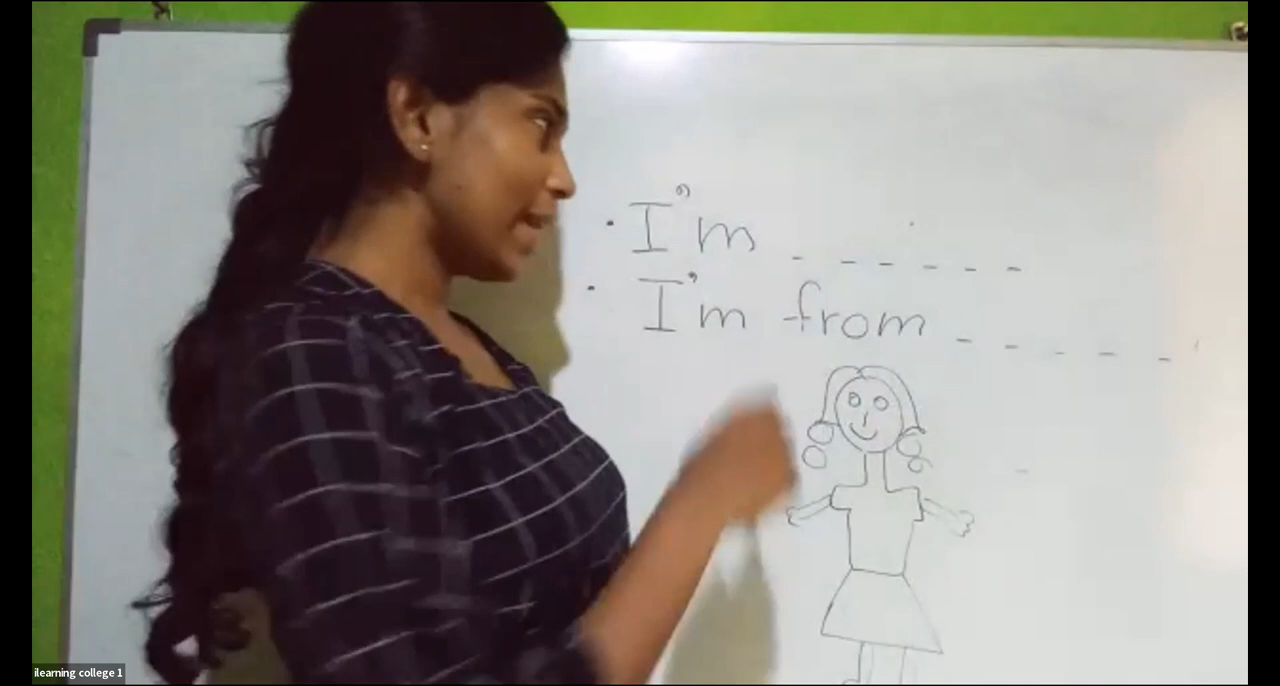 • I'm ------
• I'm from -----
ilearning college 1